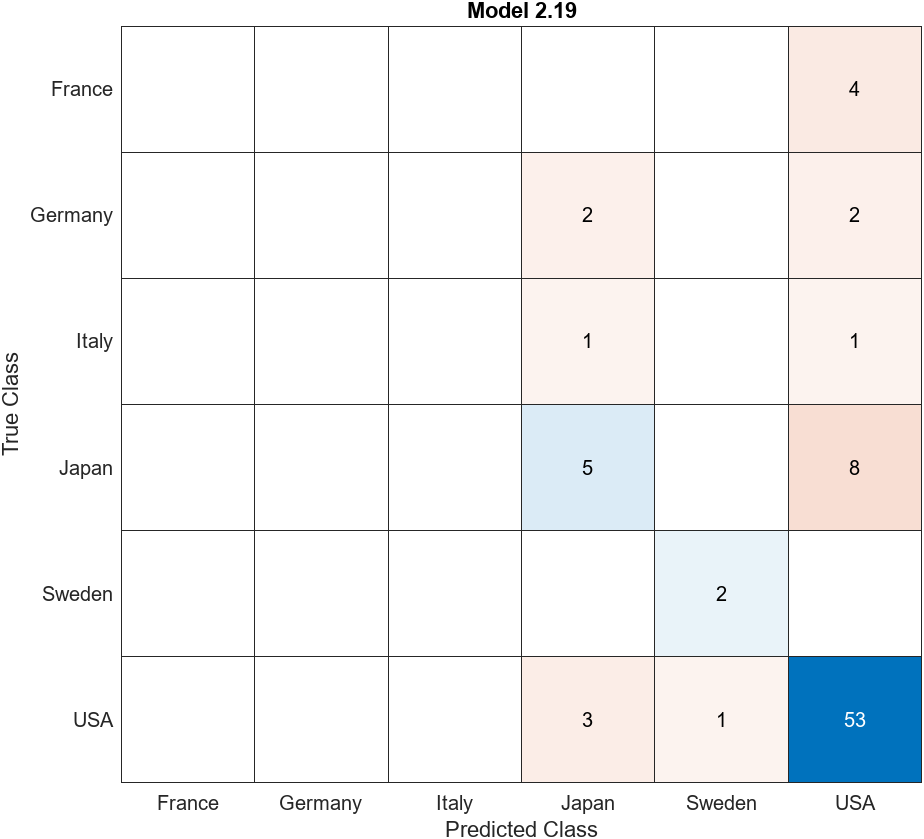 Model 2.19
True Class
France 4
Germany 2 2
Italy 1 1
Japan 5 8
Sweden 2
USA 3 1 53
France Germany Italy Japan Sweden USA
Predicted Class